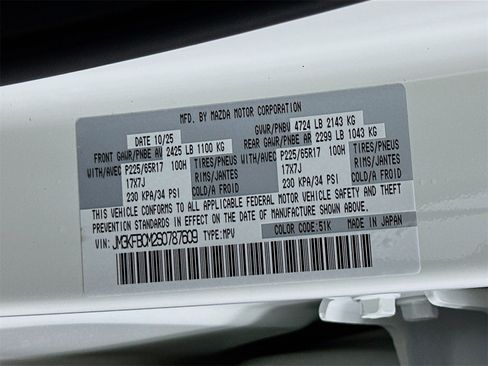 MFD. BY MAZDA MOTOR CORPORATION
DATE 10/25 GVWR/PNBV 4724 LB 2143 KG
FRONT GAWR/PNBE AV 2425 LB 1100 KG REAR GAWR/PNBE AR 2299 LB 1043 KG
WITH/AVEC P225/65R17 100H TIRES/PNEUS WITH/AVEC P225/65R17 100H TIRES/PNEUS
17X7J RIMS/JANTES 17X7J RIMS/JANTES
230 KPA/34 PSI COLD/A FROID 230 KPA/34 PSI COLD/A FROID
THIS VEHICLE CONFORMS TO ALL APPLICABLE FEDERAL MOTOR VEHICLE SAFETY AND THEFT
PREVENTION STANDARDS IN EFFECT ON THE DATE OF MANUFACTURE SHOWN ABOVE.
VIN: JM3KFBCM2S0787609 TYPE: MPV COLOR CODE: 51K MADE IN JAPAN